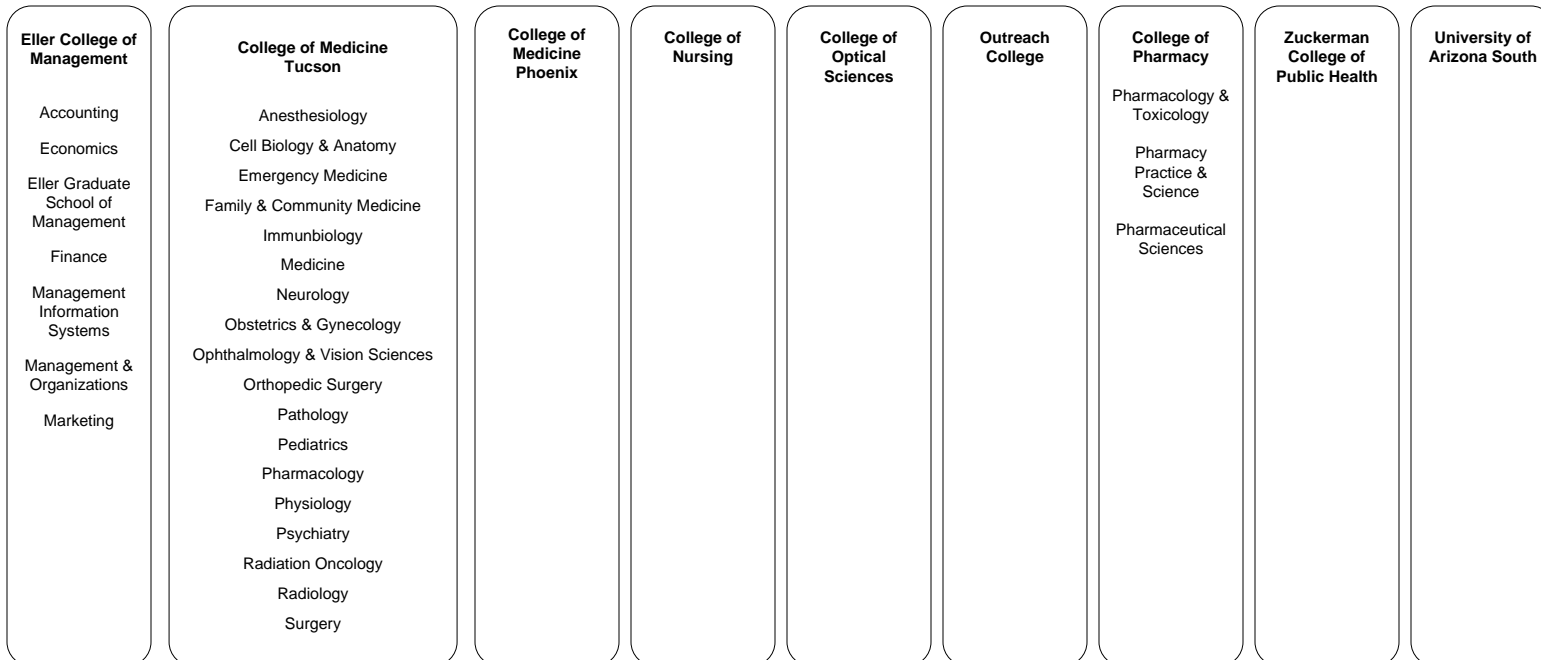 Eller College of
Management
Accounting
Economics
Eller Graduate
School of
Management
Finance
Management
Information
Systems
Management &
Organizations
Marketing
College of Medicine
Tucson
Anesthesiology
Cell Biology & Anatomy
Emergency Medicine
Family & Community Medicine
Immunbiology
Medicine
Neurology
Obstetrics & Gynecology
Ophthalmology & Vision Sciences
Orthopedic Surgery
Pathology
Pediatrics
Pharmacology
Physiology
Psychiatry
Radiation Oncology
Radiology
Surgery
College of
Medicine
Phoenix
College of
Nursing
College of
Optical
Sciences
Outreach
College
College of
Pharmacy
Pharmacology &
Toxicology
Pharmacy
Practice &
Science
Pharmaceutical
Sciences
Zuckerman
College of
Public Health
University of
Arizona South